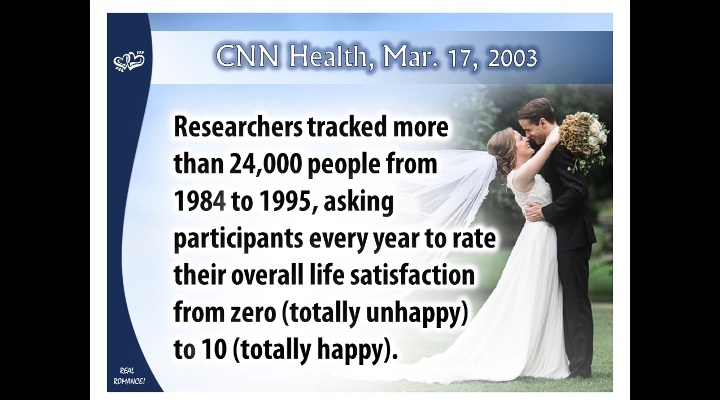 CNN Health, Mar. 17, 2003
Researchers tracked more
than 24,000 people from
1984 to 1995, asking
participants every year to rate
their overall life satisfaction
from zero (totally unhappy)
to 10 (totally happy).
REAL
ROMANCE!